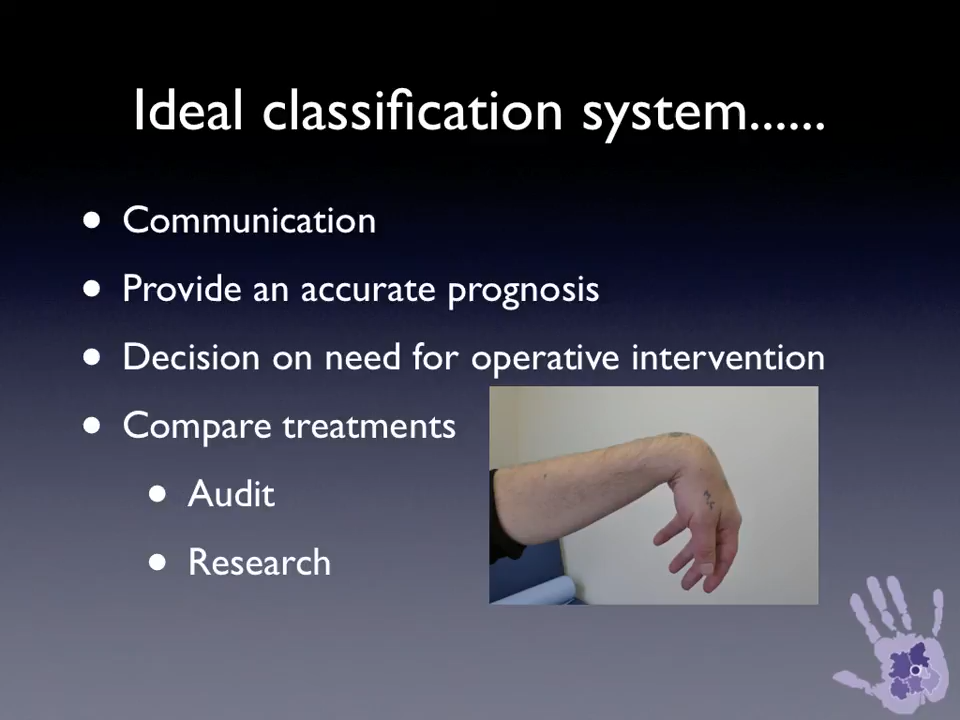 Ideal classification system......
• Communication
• Provide an accurate prognosis
• Decision on need for operative intervention
• Compare treatments
• Audit
• Research